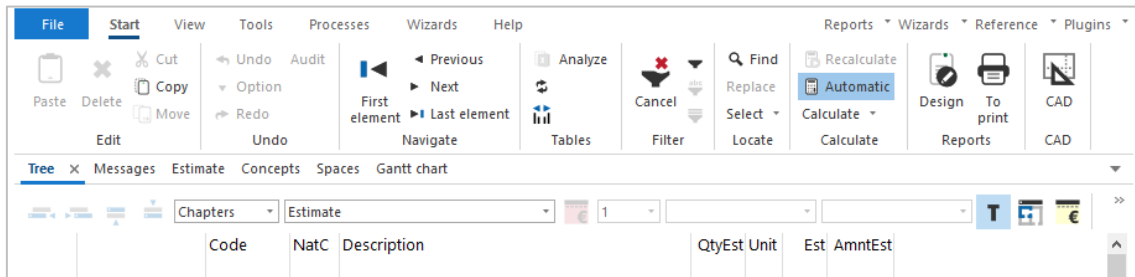 File Start View Tools Processes Wizards Help Reports Wizards Reference Plugins
Cut Undo Audit Previous Analyze Find Recalculate
Copy Option Next Replace Automatic
Paste Delete First Cancel Design To CAD
Move Redo element Last element Select Calculate print
Edit Undo Navigate Tables Filter Locate Calculate Reports CAD
Tree Messages Estimate Concepts Spaces Gantt chart
Chapters Estimate € 1 T €
Code NatC Description QtyEst Unit Est AmntEst